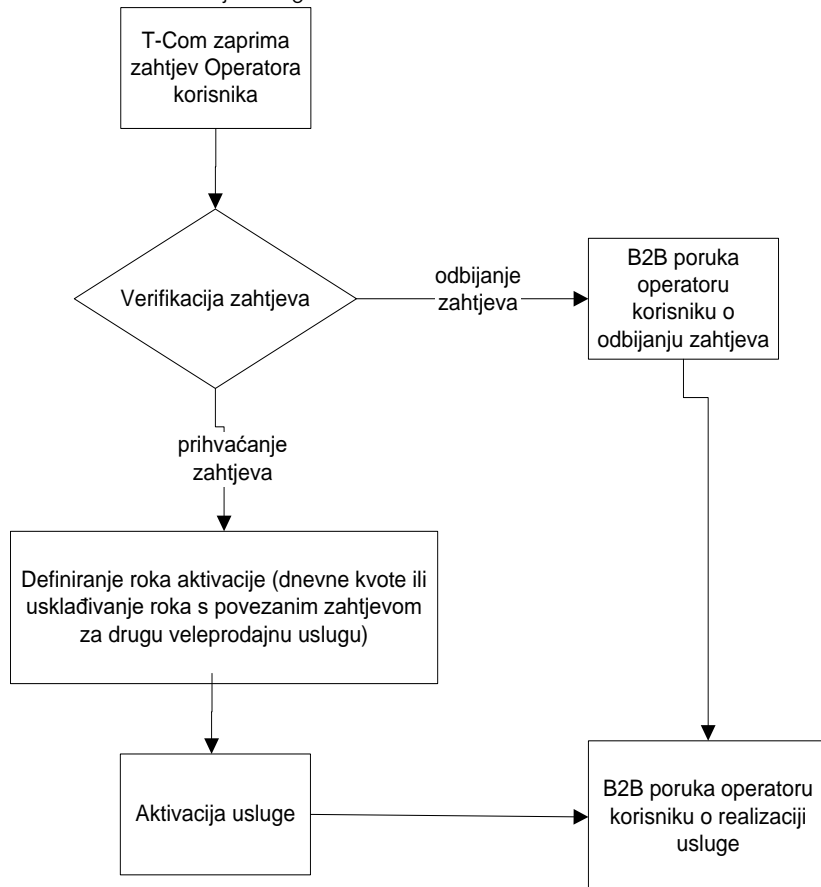 T-Com zaprima
zahtjev Operatora
korisnika
Verifikacija zahtjeva
odbijanje
zahtjeva
B2B poruka
operatoru
korisniku o
odbijanju zahtjeva
prihvaćanje
zahtjeva
Definiranje roka aktivacije (dnevne kvote ili
usklađivanje roka s povezanim zahtjevom
za drugu veleprodajnu uslugu)
Aktivacija usluge
B2B poruka operatoru
korisniku o realizaciji
usluge